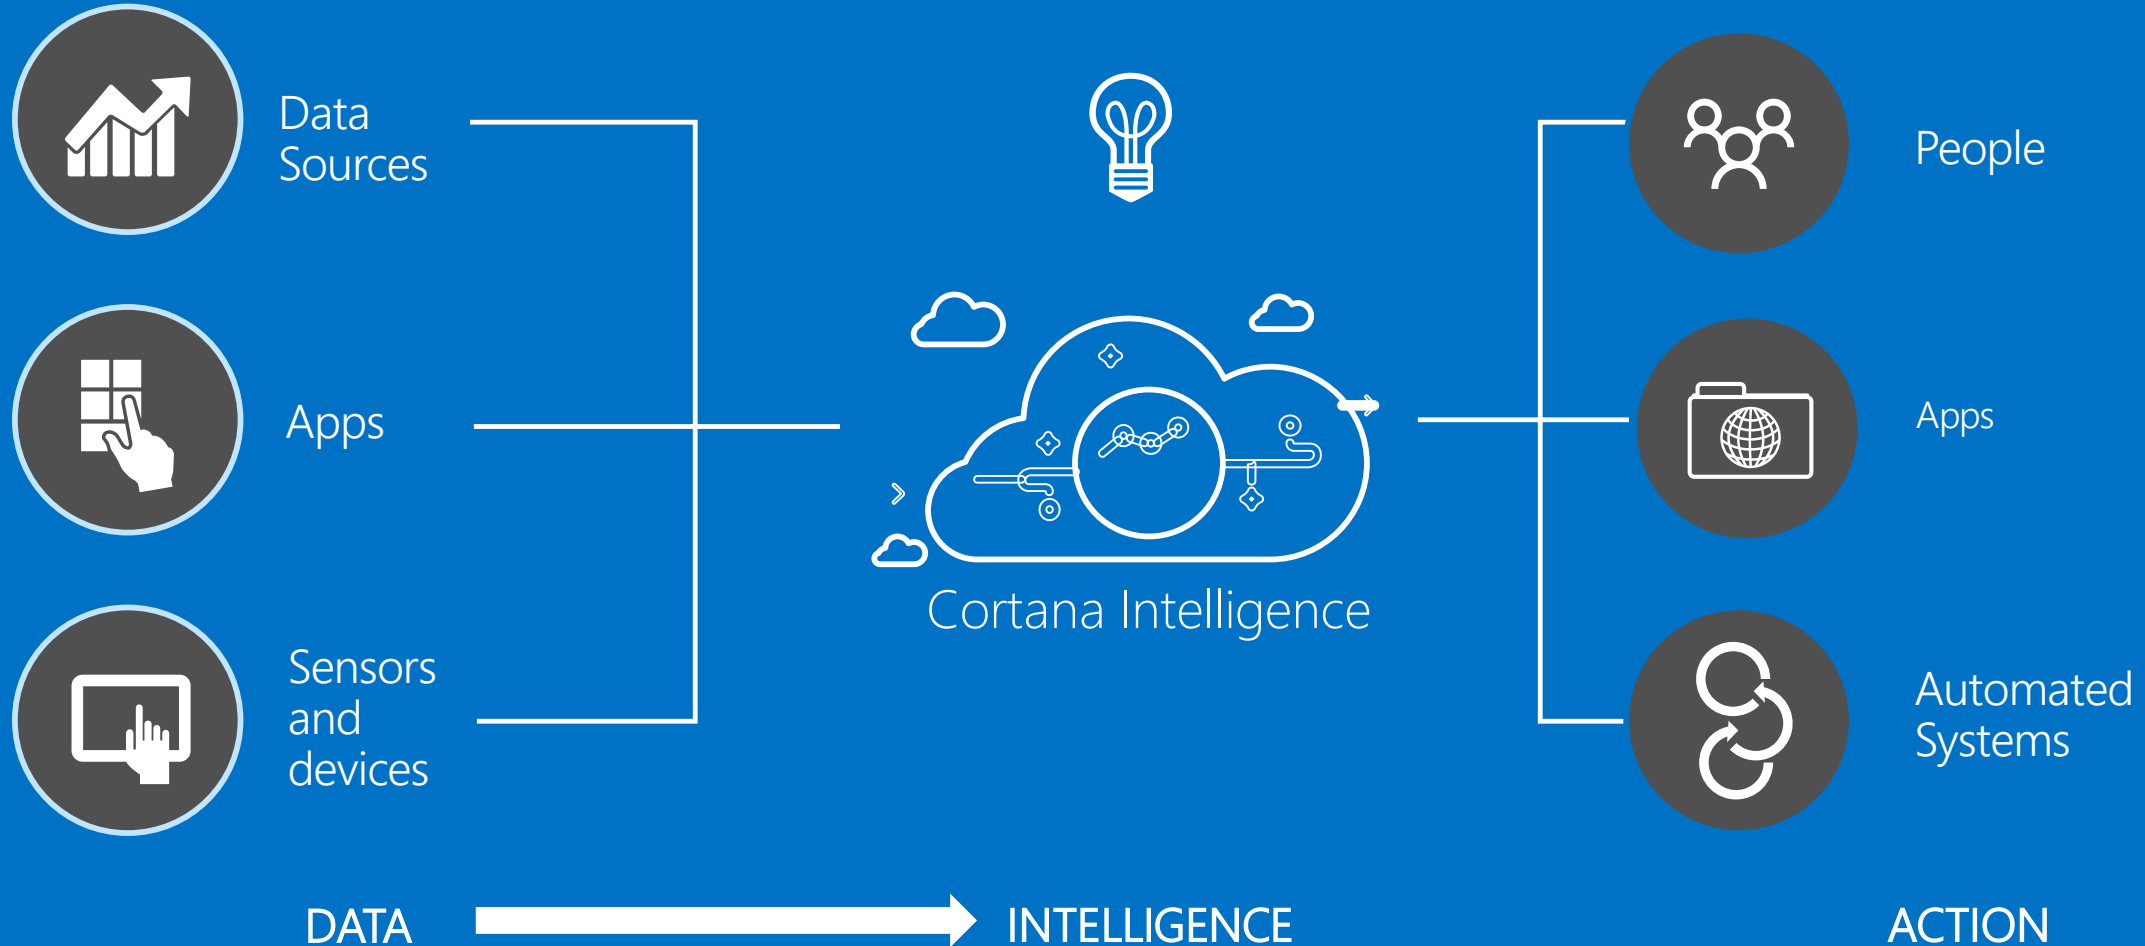 Data
Sources
Apps
Sensors
and
devices
Cortana Intelligence
People
Apps
Automated
Systems
DATA
INTELLIGENCE
ACTION